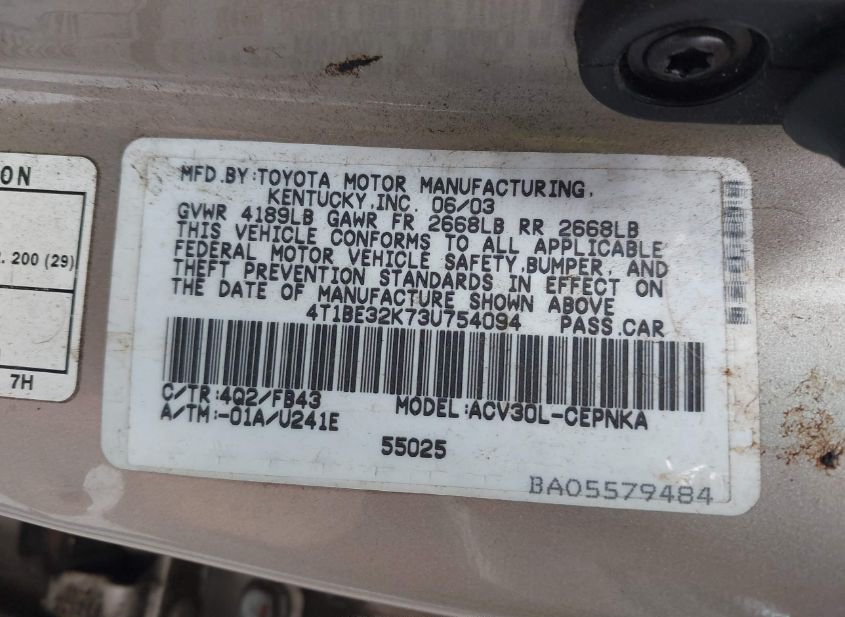 ON
. 200 (29)
7H
MFD.BY:TOYOTA MOTOR MANUFACTURING,
KENTUCKY,INC. 06/03
GVWR 4189LB GAWR FR 2668LB RR 2668LB
THIS VEHICLE CONFORMS TO ALL APPLICABLE
FEDERAL MOTOR VEHICLE SAFETY,BUMPER, AND
THEFT PREVENTION STANDARDS IN EFFECT ON
THE DATE OF MANUFACTURE SHOWN ABOVE
4T1BE32K73U754094 PASS.CAR
C/TR:4Q2/FB43 MODEL:ACV30L-CEPNKA
A/TM:-01A/U241E
55025
BA05579484